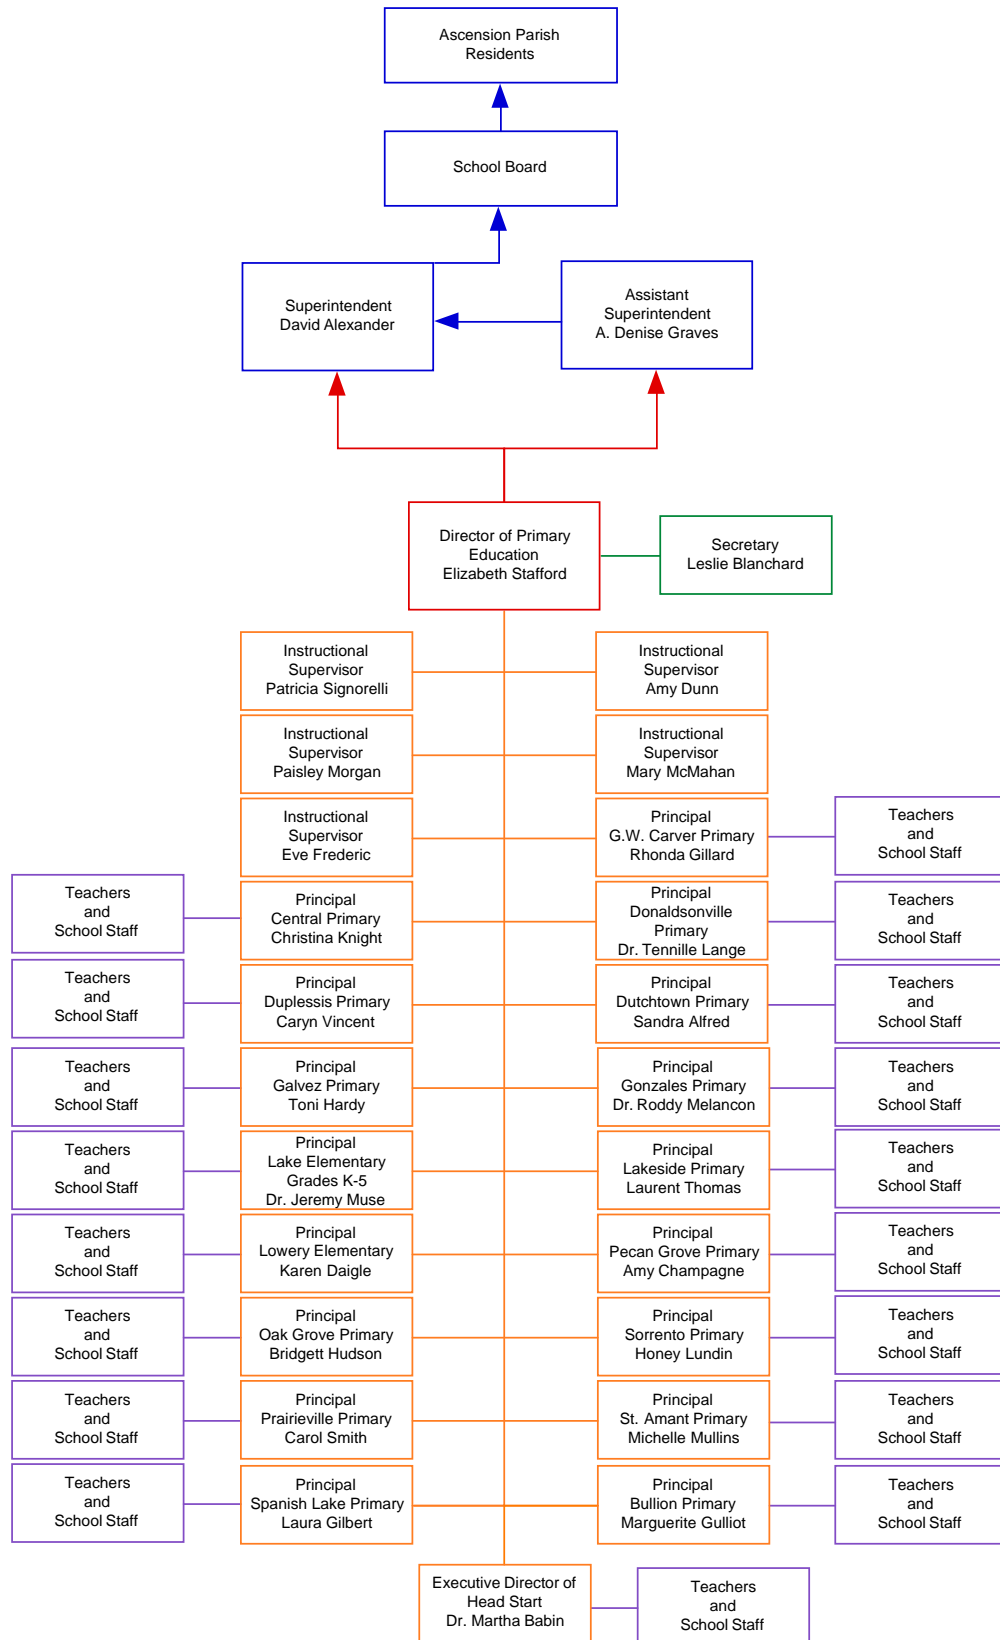 Ascension Parish
Residents
School Board
Superintendent
David Alexander
Assistant
Superintendent
A. Denise Graves
Director of Primary
Education
Elizabeth Stafford
Secretary
Leslie Blanchard
Instructional
Supervisor
Patricia Signorelli
Instructional
Supervisor
Amy Dunn
Instructional
Supervisor
Paisley Morgan
Instructional
Supervisor
Mary McMahan
Instructional
Supervisor
Eve Frederic
Principal
G.W. Carver Primary
Rhonda Gillard
Teachers
and
School Staff
Teachers
and
School Staff
Principal
Central Primary
Christina Knight
Principal
Donaldsonville
Primary
Dr. Tennille Lange
Teachers
and
School Staff
Teachers
and
School Staff
Principal
Duplessis Primary
Caryn Vincent
Principal
Dutchtown Primary
Sandra Alfred
Teachers
and
School Staff
Teachers
and
School Staff
Principal
Galvez Primary
Toni Hardy
Principal
Gonzales Primary
Dr. Roddy Melancon
Teachers
and
School Staff
Teachers
and
School Staff
Principal
Lake Elementary
Grades K-5
Dr. Jeremy Muse
Principal
Lakeside Primary
Laurent Thomas
Teachers
and
School Staff
Teachers
and
School Staff
Principal
Lowery Elementary
Karen Daigle
Principal
Pecan Grove Primary
Amy Champagne
Teachers
and
School Staff
Teachers
and
School Staff
Principal
Oak Grove Primary
Bridgett Hudson
Principal
Sorrento Primary
Honey Lundin
Teachers
and
School Staff
Teachers
and
School Staff
Principal
Prairieville Primary
Carol Smith
Principal
St. Amant Primary
Michelle Mullins
Teachers
and
School Staff
Teachers
and
School Staff
Principal
Spanish Lake Primary
Laura Gilbert
Principal
Bullion Primary
Marguerite Gulliot
Teachers
and
School Staff
Executive Director of
Head Start
Dr. Martha Babin
Teachers
and
School Staff